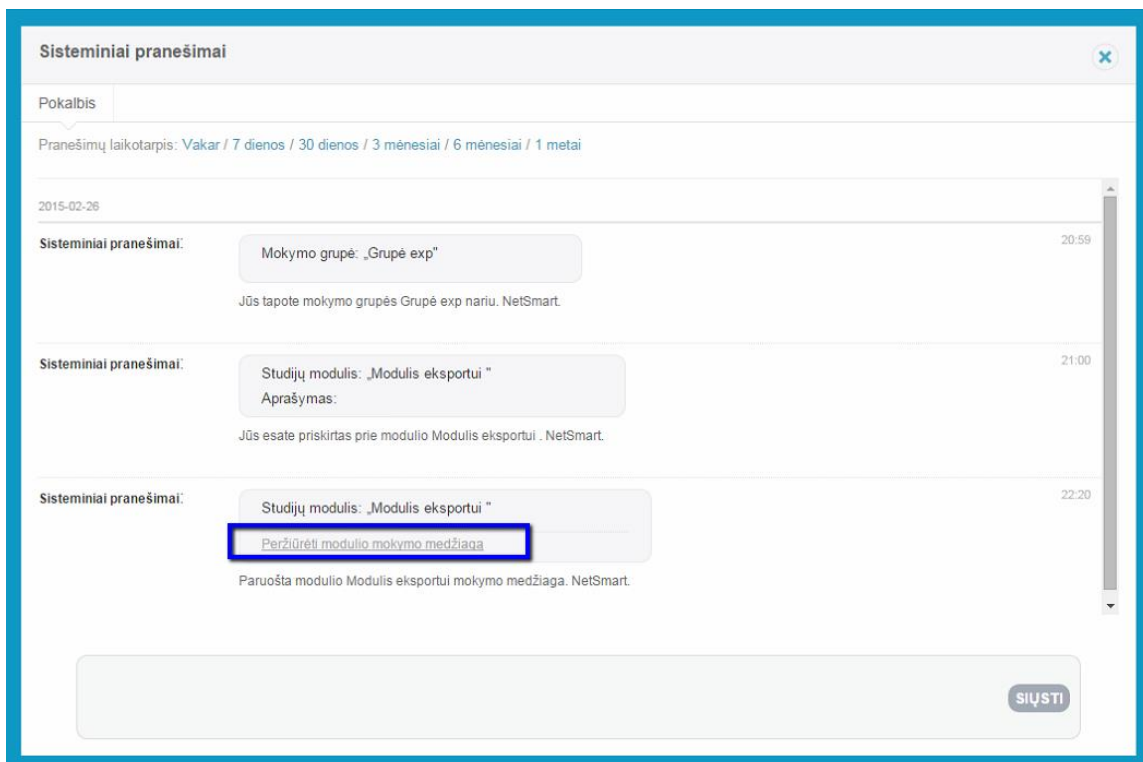 Sisteminiai pranešimai
Pokalbis
Pranešimų laikotarpis: Vakar / 7 dienos / 30 dienos / 3 mėnesiai / 6 mėnesiai / 1 metai
2015-02-26
Sisteminiai pranešimai:
Mokymo grupė: „Grupė exp"
20:59
Jūs tapote mokymo grupės Grupė exp nariu. NetSmart.
Sisteminiai pranešimai:
Studijų modulis: „Modulis eksportui "
21:00
Aprašymas:
Jūs esate priskirtas prie modulio Modulis eksportui . NetSmart.
Sisteminiai pranešimai:
Studijų modulis: „Modulis eksportui "
22:20
Peržiūrėti modulio mokymo medžiaga
Paruošta modulio Modulis eksportui mokymo medžiaga. NetSmart.
SIŲSTI